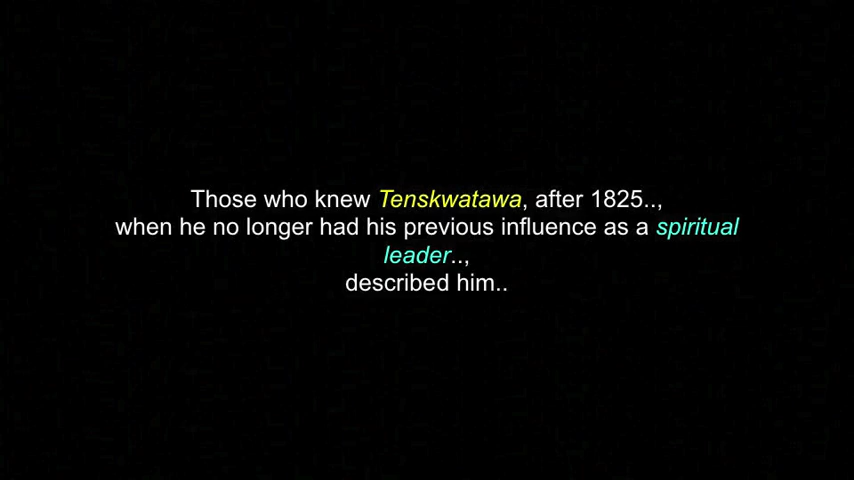 Those who knew Tenskwatawa, after 1825..,
when he no longer had his previous influence as a spiritual
leader..,
described him..